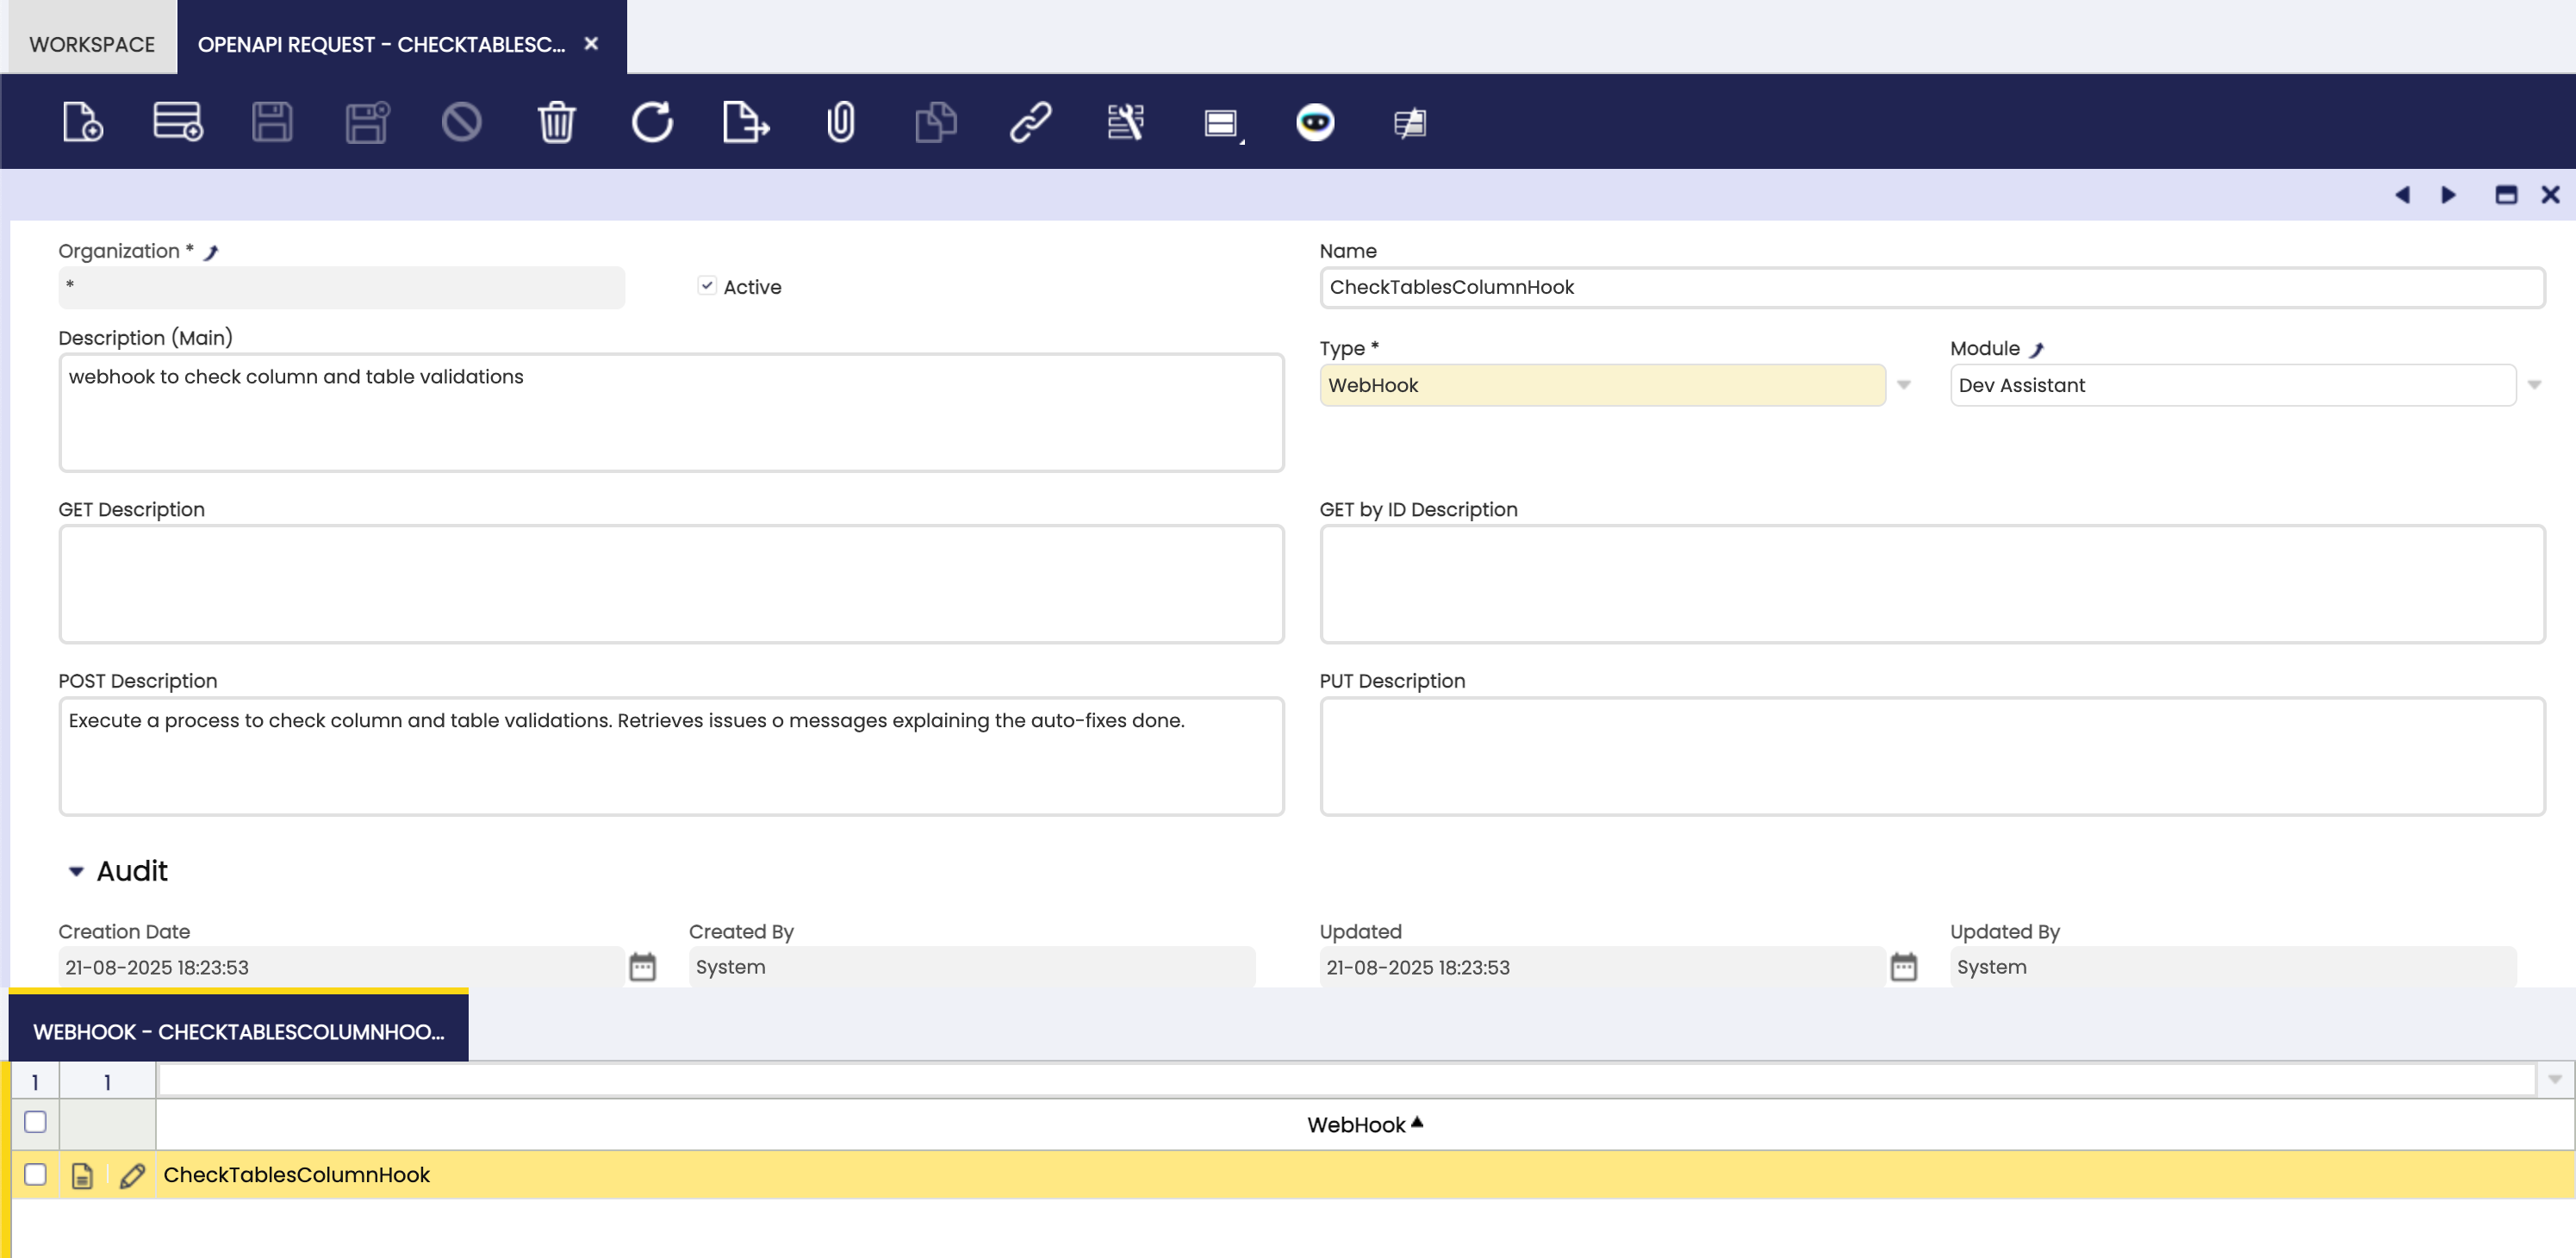 WORKSPACE
OPENAPI REQUEST - CHECKTABLESC...
Organization *
*
Active
Name
CheckTablesColumnHook
Description (Main)
webhook to check column and table validations
Type *
WebHook
Module
Dev Assistant
GET Description
GET by ID Description
POST Description
Execute a process to check column and table validations. Retrieves issues o messages explaining the auto-fixes done.
PUT Description
Audit
Creation Date
21-08-2025 18:23:53
Created By
System
Updated
21-08-2025 18:23:53
Updated By
System
WEBHOOK - CHECKTABLESCOLUMNHOO...
1 1
WebHook
CheckTablesColumnHook